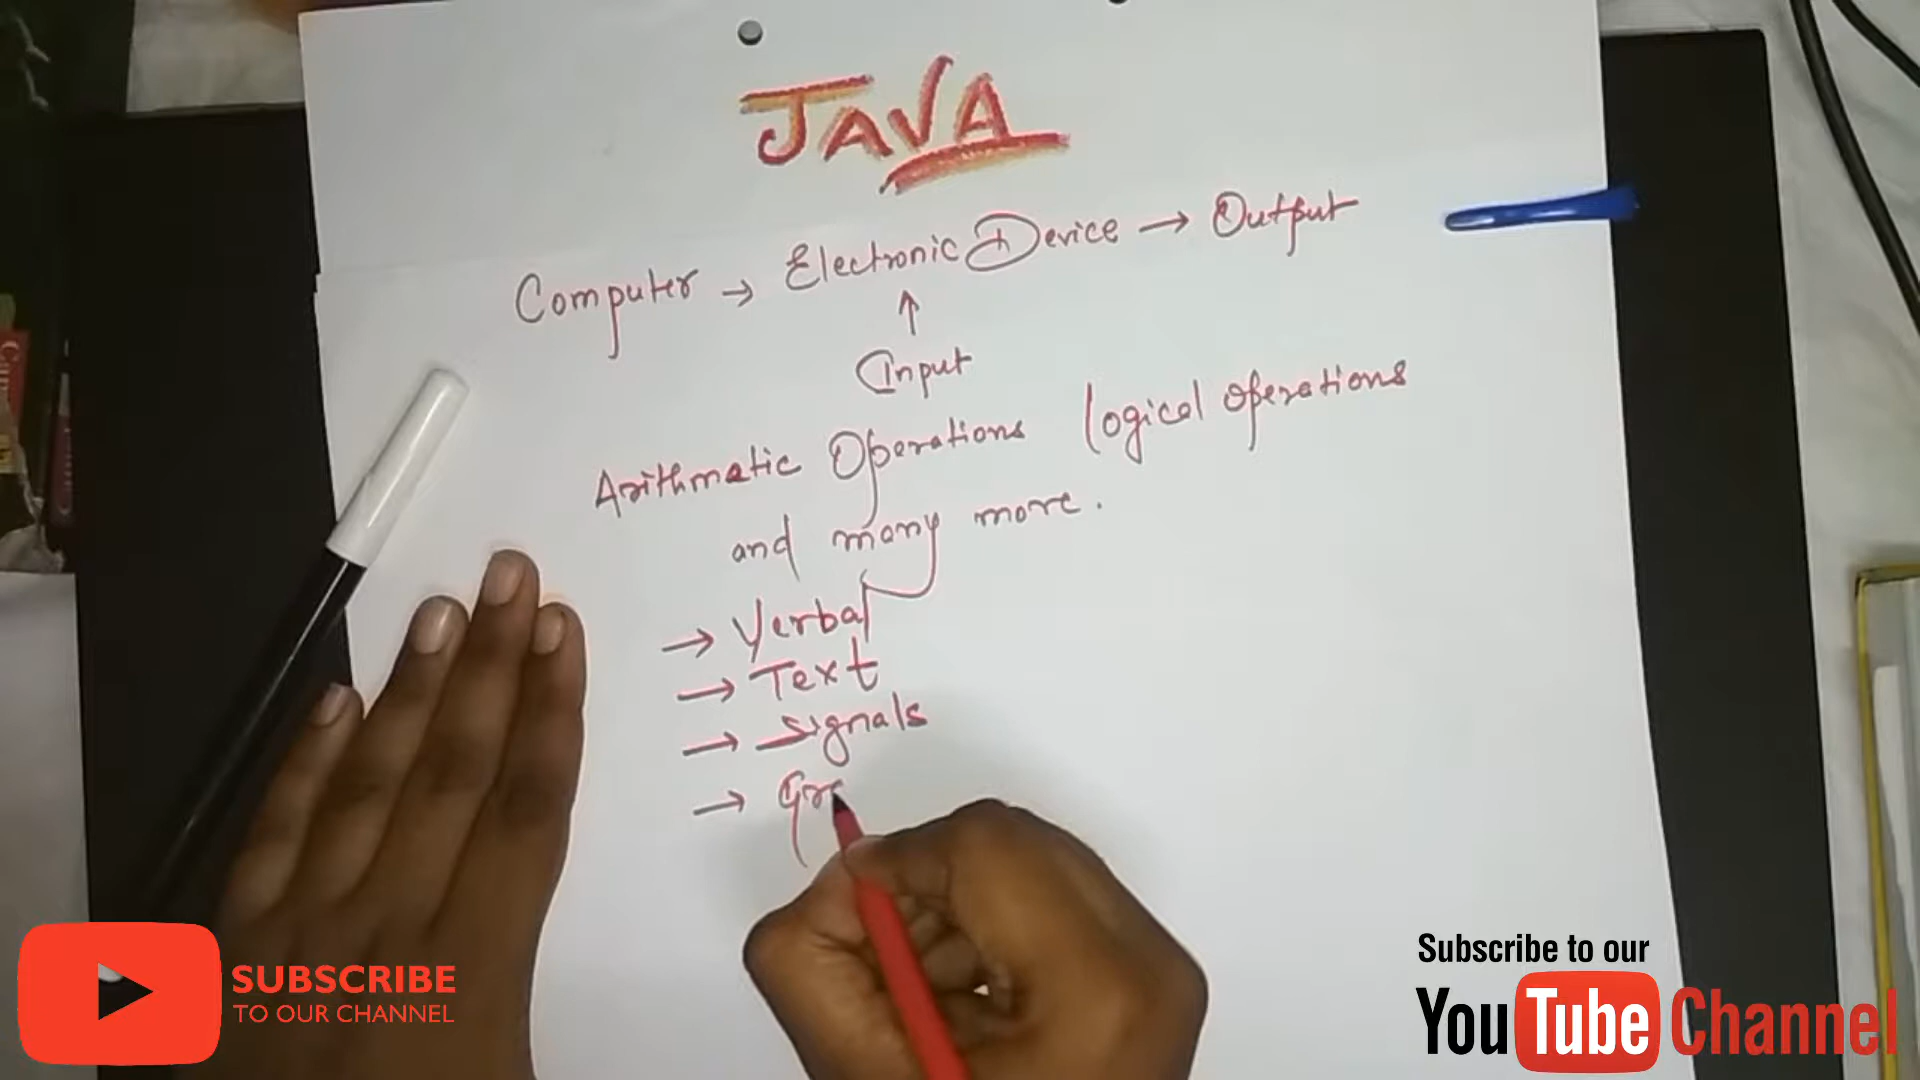 JAVA
Computer → Electronic Device → Output
↑
Input
Arithmatic Operations logical operations
and many more.
→ Verbal
→ Text
→ Signals
→ Gr
SUBSCRIBE
TO OUR CHANNEL
Subscribe to our
YouTube Channel